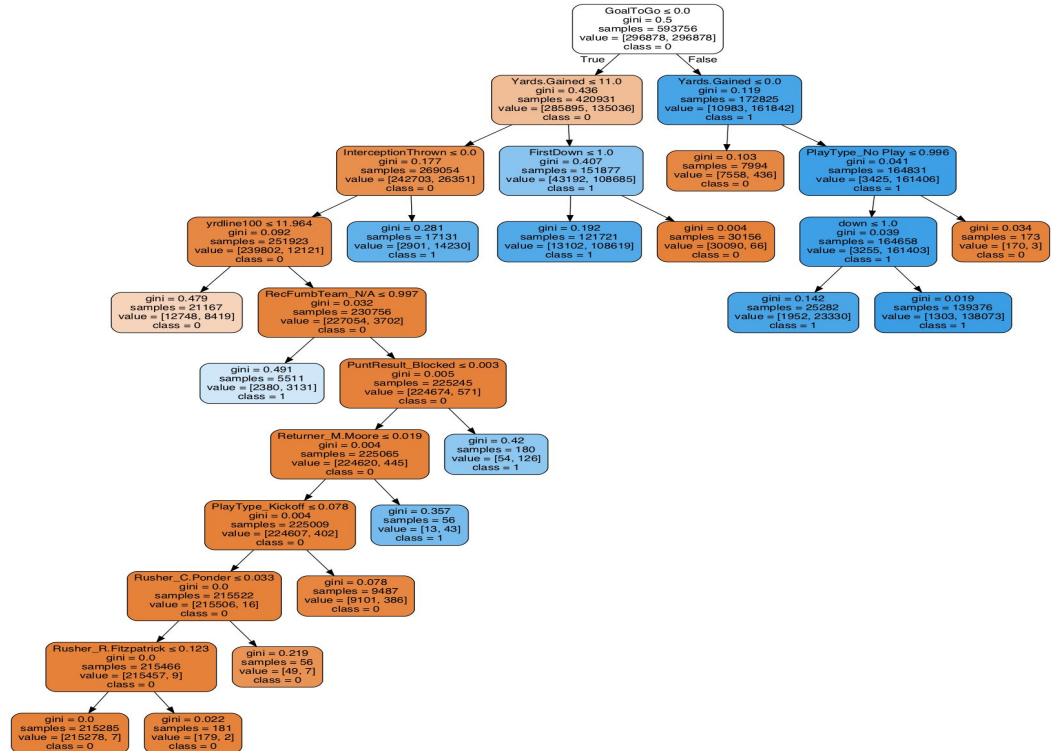 GoalToGo ≤ 0.0
gini = 0.5
samples = 593756
value = [296878, 296878]
class = 0
True
False
Yards.Gained ≤ 11.0
gini = 0.436
samples = 420931
value = [285895, 135036]
class = 0
Yards.Gained ≤ 0.0
gini = 0.119
samples = 172825
value = [10983, 161842]
class = 1
InterceptionThrown ≤ 0.0
gini = 0.177
samples = 269054
value = [242703, 26351]
class = 0
FirstDown ≤ 1.0
gini = 0.407
samples = 151877
value = [43192, 108685]
class = 1
gini = 0.103
samples = 7994
value = [7558, 436]
class = 0
PlayType_No Play ≤ 0.996
gini = 0.041
samples = 164831
value = [3425, 161406]
class = 1
yrdline100 ≤ 11.964
gini = 0.092
samples = 251923
value = [239802, 12121]
class = 0
gini = 0.281
samples = 17131
value = [2901, 14230]
class = 1
gini = 0.192
samples = 121721
value = [13102, 108619]
class = 1
gini = 0.004
samples = 30156
value = [30090, 66]
class = 0
down ≤ 1.0
gini = 0.039
samples = 164658
value = [3255, 161403]
class = 1
gini = 0.034
samples = 173
value = [170, 3]
class = 0
gini = 0.479
samples = 21167
value = [12748, 8419]
class = 0
RecFumbTeam_N/A ≤ 0.997
gini = 0.032
samples = 230756
value = [227054, 3702]
class = 0
gini = 0.142
samples = 25282
value = [1952, 23330]
class = 1
gini = 0.019
samples = 139376
value = [1303, 138073]
class = 1
gini = 0.491
samples = 5511
value = [2380, 3131]
class = 1
PuntResult_Blocked ≤ 0.003
gini = 0.005
samples = 225245
value = [224674, 571]
class = 0
Returner_M.Moore ≤ 0.019
gini = 0.004
samples = 225065
value = [224620, 445]
class = 0
gini = 0.42
samples = 180
value = [54, 126]
class = 1
PlayType_Kickoff ≤ 0.078
gini = 0.004
samples = 225009
value = [224607, 402]
class = 0
gini = 0.357
samples = 56
value = [13, 43]
class = 1
Rusher_C.Ponder ≤ 0.033
gini = 0.0
samples = 215522
value = [215506, 16]
class = 0
gini = 0.078
samples = 9487
value = [9101, 386]
class = 0
Rusher_R.Fitzpatrick ≤ 0.123
gini = 0.0
samples = 215466
value = [215457, 9]
class = 0
gini = 0.219
samples = 56
value = [49, 7]
class = 0
gini = 0.0
samples = 215285
value = [215278, 7]
class = 0
gini = 0.022
samples = 181
value = [179, 2]
class = 0